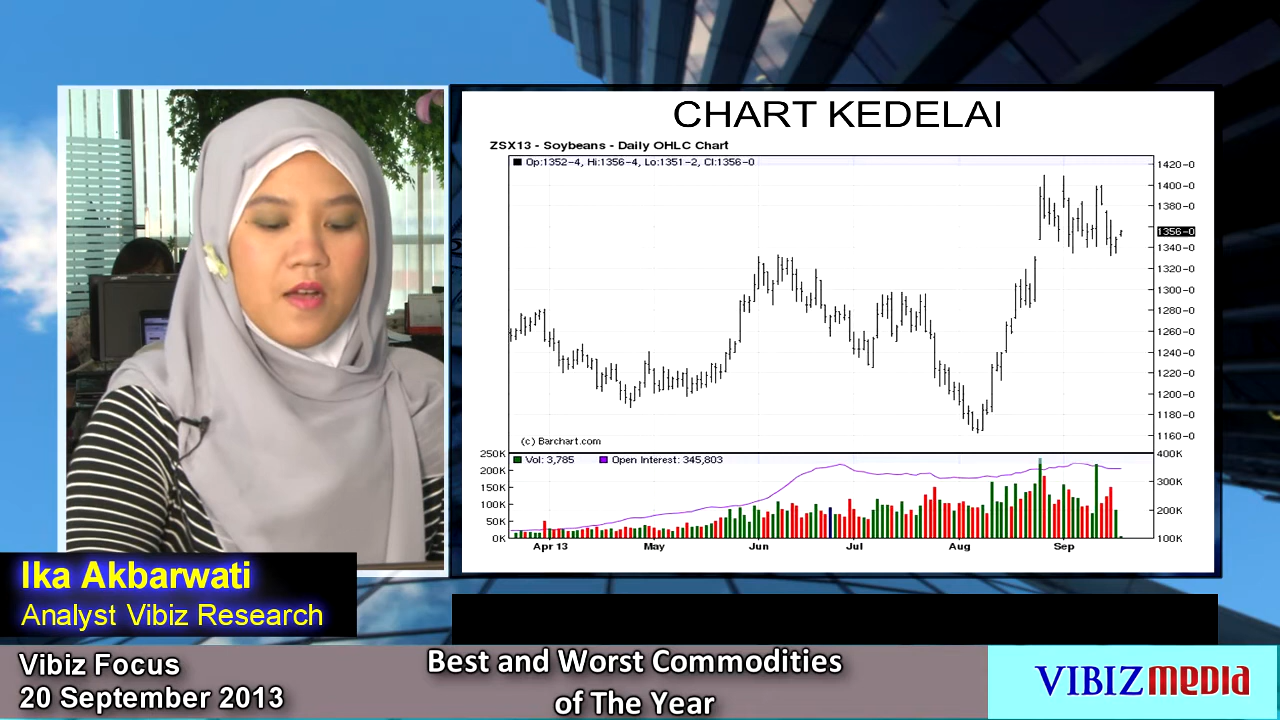 CHART KEDELAI
ZSX13 - Soybeans - Daily OHLC Chart
Op:1352-4, Hi:1356-4, Lo:1351-2, Cl:1356-0
1420-0
1400-0
1380-0
1356-0
1340-0
1320-0
1300-0
1280-0
1260-0
1240-0
1220-0
1200-0
1180-0
1160-0
(c) Barchart.com
Vol: 3,785 Open Interest: 345,803
250K 400K
200K
150K 300K
100K 200K
50K
0K 100K
Apr 13 May Jun Jul Aug Sep
Ika Akbarwati
Analyst Vibiz Research
Vibiz Focus
20 September 2013
Best and Worst Commodities
of The Year
VIBIZMEDIA